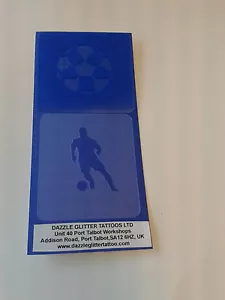 DAZZLE GLITTER TATTOOS LTD
Unit 40 Port Talbot Workshops
Addison Road, Port Talbot,SA12 6HZ, UK
www.dazzleglittertattoo.com